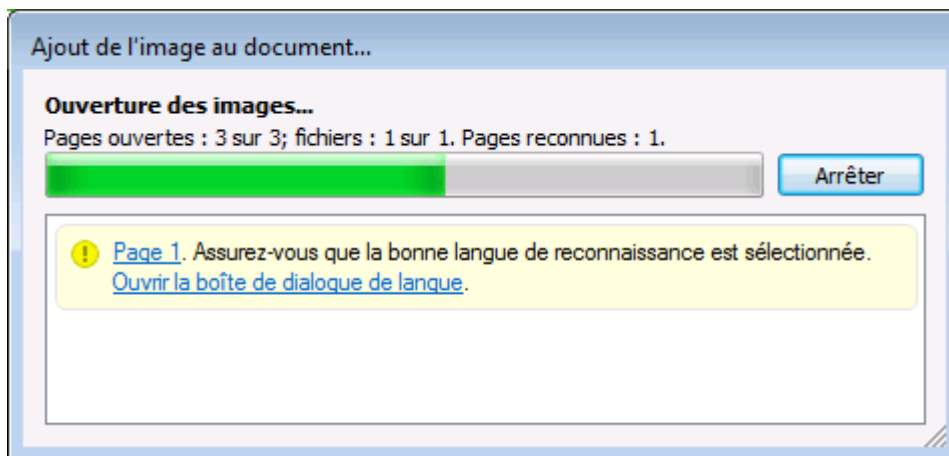 Ajout de l'image au document...
Ouverture des images...
Pages ouvertes : 3 sur 3; fichiers : 1 sur 1. Pages reconnues : 1.
Arrêter
Page 1. Assurez-vous que la bonne langue de reconnaissance est sélectionnée.
Ouvrir la boîte de dialogue de langue.